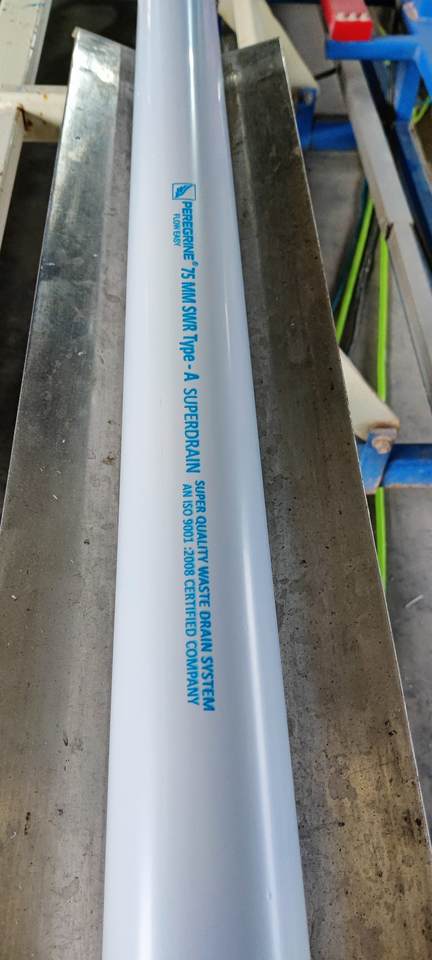 PEREGRINE®
FLOW EASY
75 MM SWR Type - A SUPERDRAIN
SUPER QUALITY WASTE DRAIN SYSTEM
AN ISO 9001 :2008 CERTIFIED COMPANY